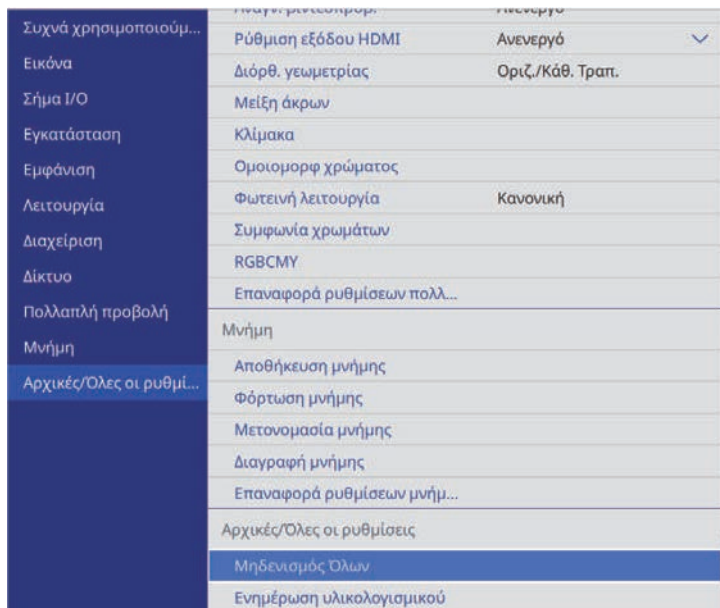 Συχνά χρησιμοποιούμ...
Εικόνα
Σήμα I/O
Εγκατάσταση
Εμφάνιση
Λειτουργία
Διαχείριση
Δίκτυο
Πολλαπλή προβολή
Μνήμη
Αρχικές/Όλες οι ρυθμί...
Ρύθμιση εξόδου HDMI Ανενεργό
Διόρθ. γεωμετρίας Οριζ./Κάθ. Τραπ.
Μείξη άκρων
Κλίμακα
Ομοιομορφ χρώματος
Φωτεινή λειτουργία Κανονική
Συμφωνία χρωμάτων
RGBCMY
Επαναφορά ρυθμίσεων πολλ...
Μνήμη
Αποθήκευση μνήμης
Φόρτωση μνήμης
Μετονομασία μνήμης
Διαγραφή μνήμης
Επαναφορά ρυθμίσεων μνήμ...
Αρχικές/Όλες οι ρυθμίσεις
Μηδενισμός Όλων
Ενημέρωση υλικολογισμικού